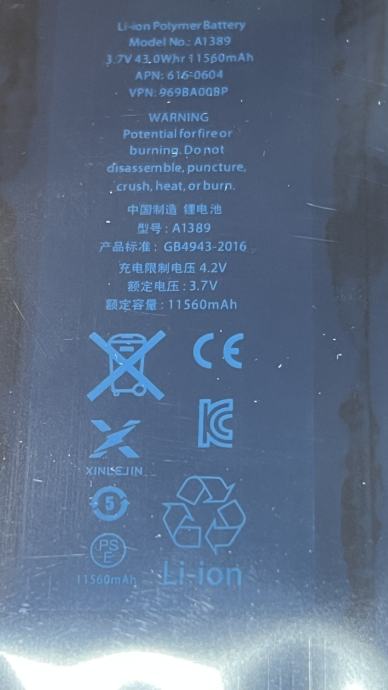 Li-ion Polymer Battery
Model No.: A1389
3.7V 43.0Whr 11560mAh
APN: 616-0604
VPN: 969BA008P
WARNING
Potential for fire or
burning. Do not
disassemble, puncture,
crush, heat, or burn.
中国制造 锂电池
型号: A1389
产品标准: GB4943-2016
充电限制电压 4.2V
额定电压: 3.7V
额定容量: 11560mAh
CE
XINLEJIN
5
PS
E
11560mAh
Li-ion